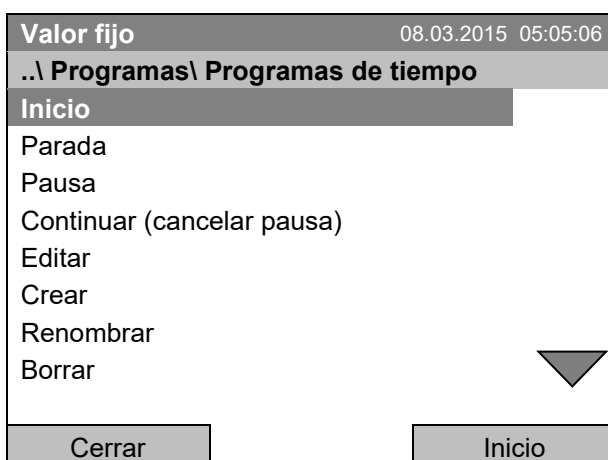 Valor fijo 08.03.2015 05:05:06
..\ Programas\ Programas de tiempo
Inicio
Parada
Pausa
Continuar (cancelar pausa)
Editar
Crear
Renombrar
Borrar
Cerrar Inicio